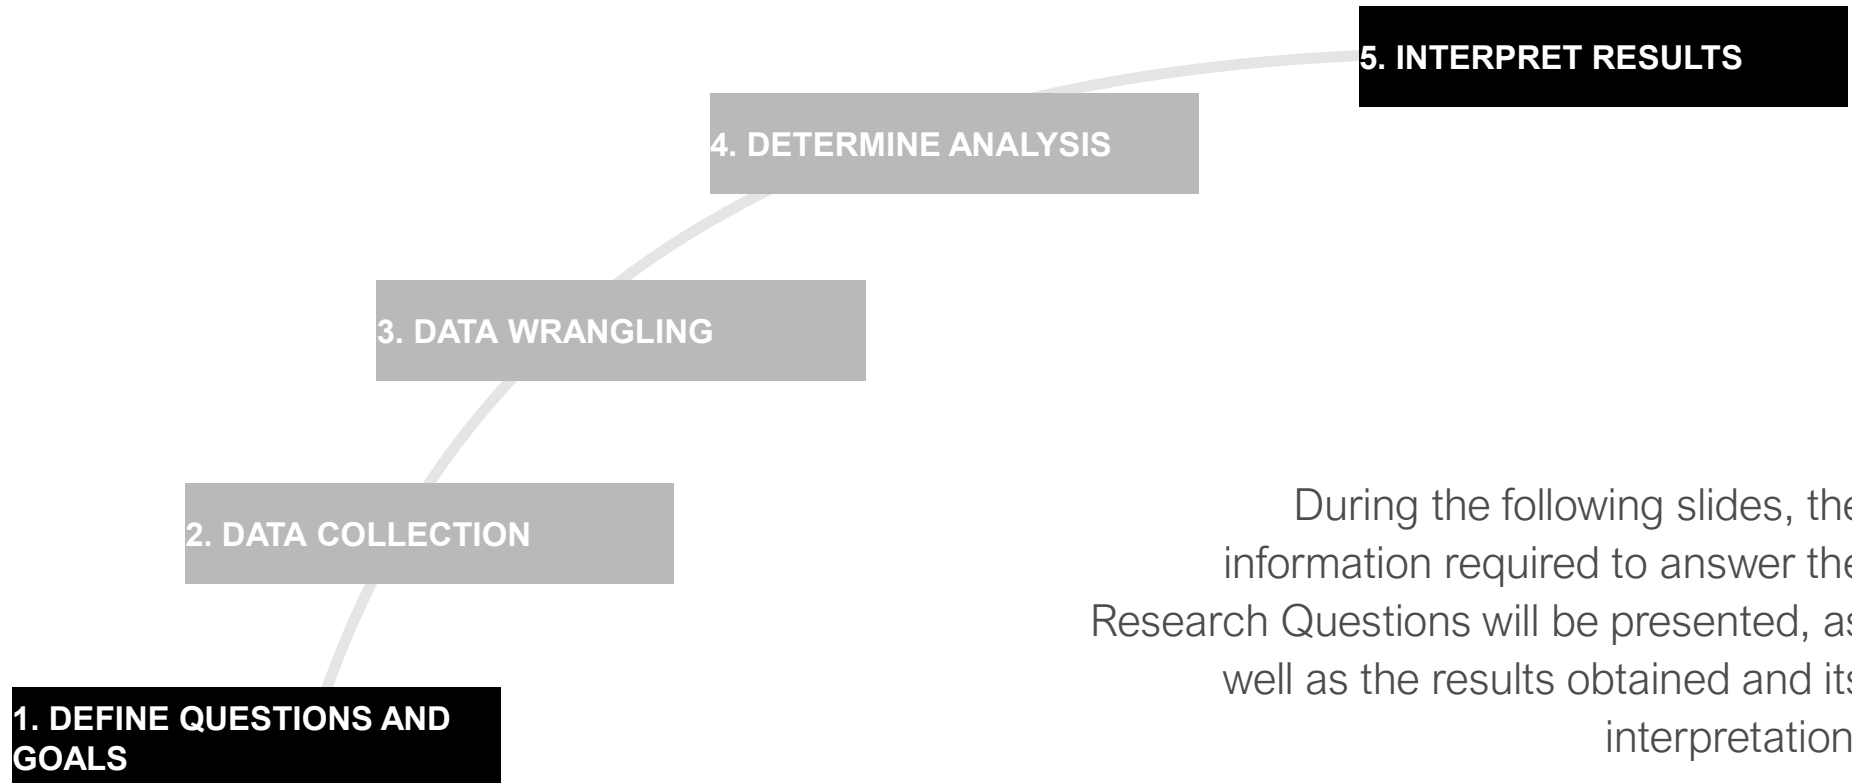 5. INTERPRET RESULTS
4. DETERMINE ANALYSIS
3. DATA WRANGLING
2. DATA COLLECTION
1. DEFINE QUESTIONS AND
GOALS
During the following slides, the
information required to answer the
Research Questions will be presented, as
well as the results obtained and its
interpretation